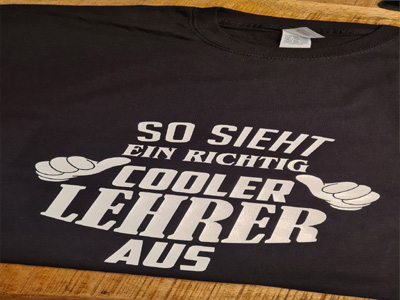 SO SIEHT
EIN RICHTIG
COOLER
LEHRER
AUS